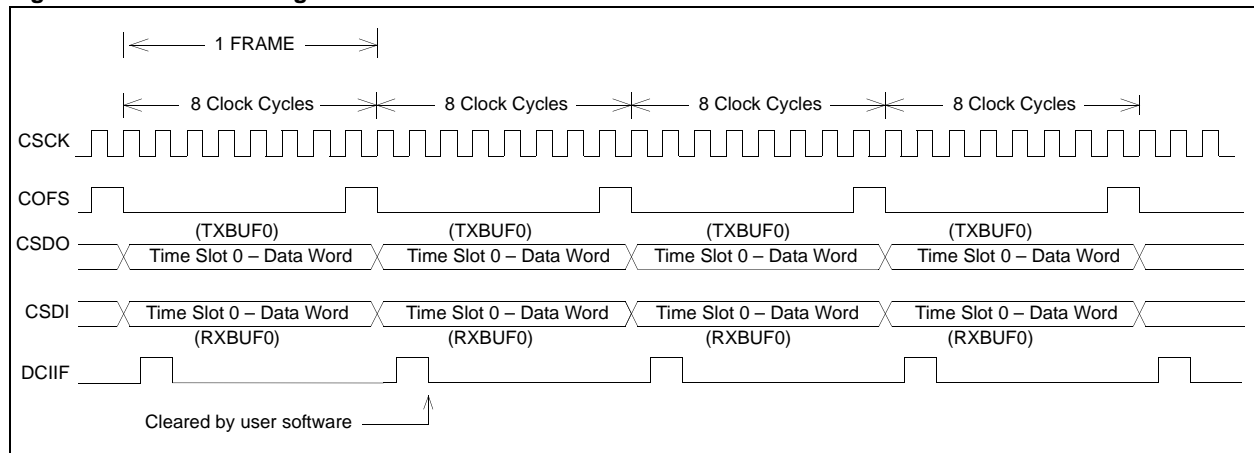 1 FRAME
8 Clock Cycles 8 Clock Cycles 8 Clock Cycles 8 Clock Cycles
CSCK
COFS
(TXBUF0) (TXBUF0) (TXBUF0) (TXBUF0)
CSDO Time Slot 0 – Data Word Time Slot 0 – Data Word Time Slot 0 – Data Word Time Slot 0 – Data Word
CSDI Time Slot 0 – Data Word Time Slot 0 – Data Word Time Slot 0 – Data Word Time Slot 0 – Data Word
(RXBUF0) (RXBUF0) (RXBUF0) (RXBUF0)
DCIIF
Cleared by user software